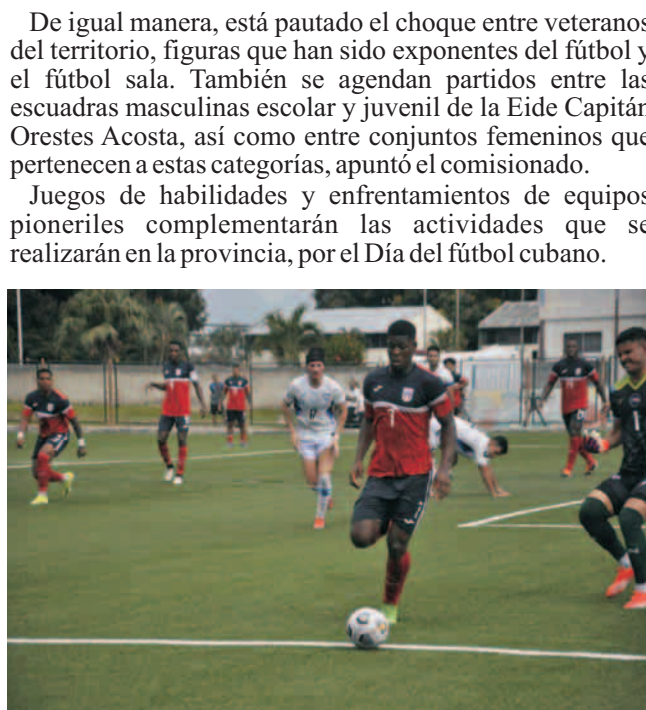 De igual manera, está pautado el choque entre veteranos
del territorio, figuras que han sido exponentes del fútbol y
el fútbol sala. También se agendan partidos entre las
escuadras masculinas escolar y juvenil de la Eide Capitán
Orestes Acosta, así como entre conjuntos femeninos que
pertenecen a estas categorías, apuntó el comisionado.
Juegos de habilidades y enfrentamientos de equipos
pioneriles complementarán las actividades que se
realizarán en la provincia, por el Día del fútbol cubano.